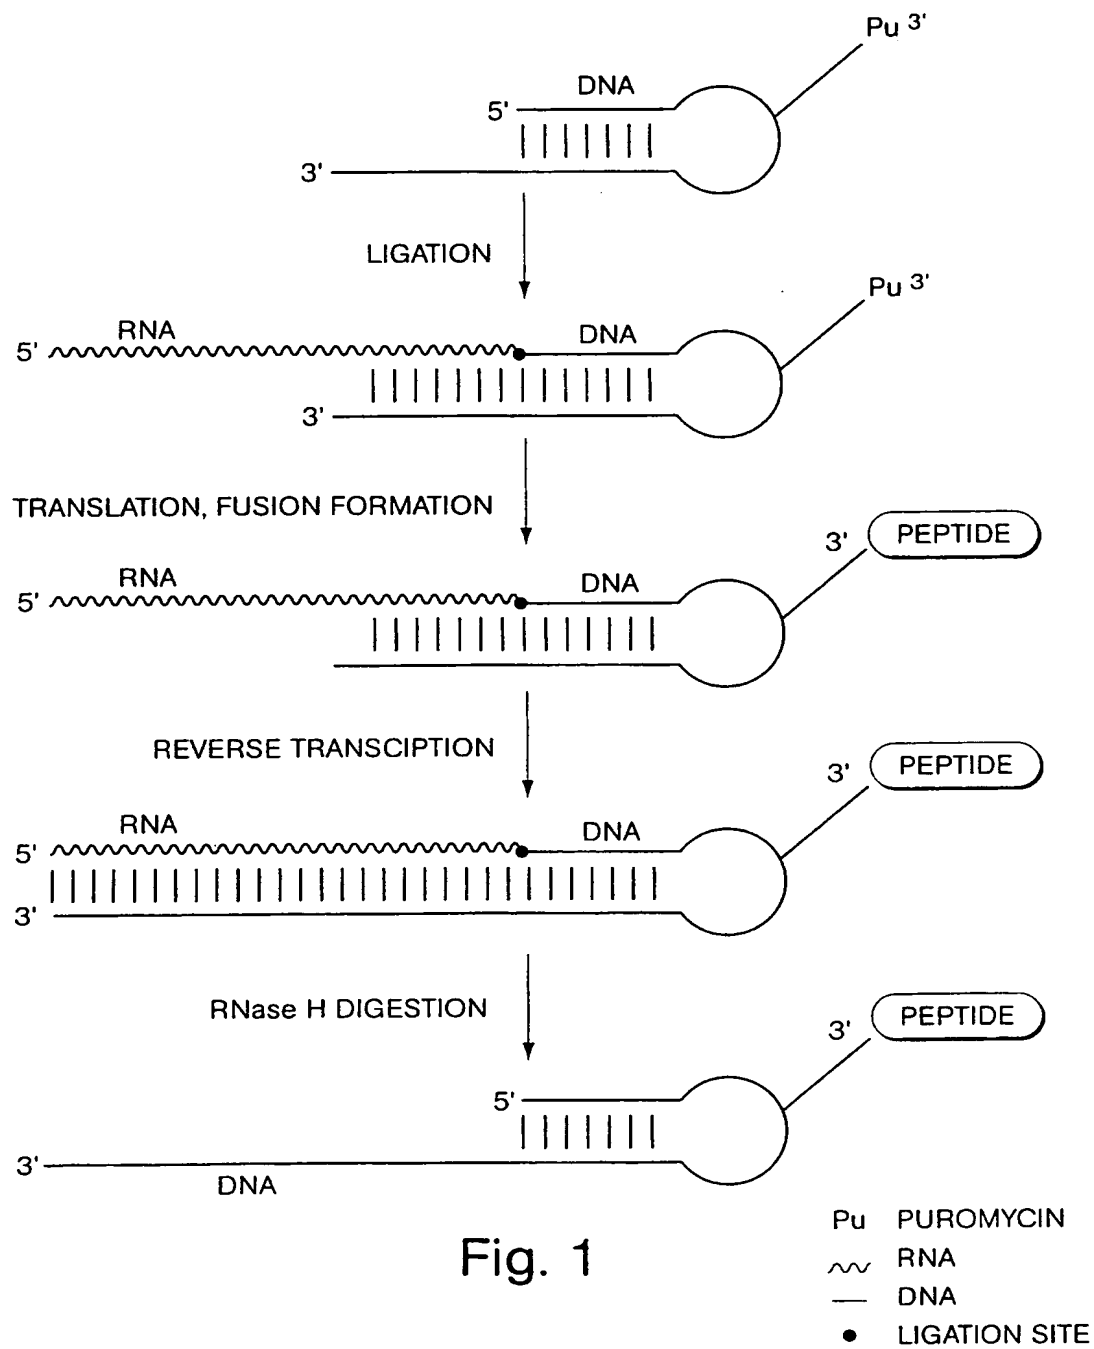 Pu 3'
DNA
5'
3'
LIGATION
Pu 3'
RNA
DNA
5'
3'
TRANSLATION, FUSION FORMATION
3'
PEPTIDE
RNA
DNA
5'
REVERSE TRANSCIPTION
3'
PEPTIDE
RNA
DNA
5'
3'
RNase H DIGESTION
3'
PEPTIDE
5'
3'
DNA
Pu PUROMYCIN
RNA
DNA
LIGATION SITE
Fig. 1